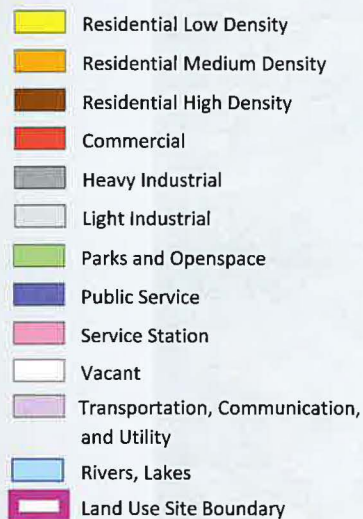 Residential Low Density
Residential Medium Density
Residential High Density
Commercial
Heavy Industrial
Light Industrial
Parks and Openspace
Public Service
Service Station
Vacant
Transportation, Communication,
and Utility
Rivers, Lakes
Land Use Site Boundary